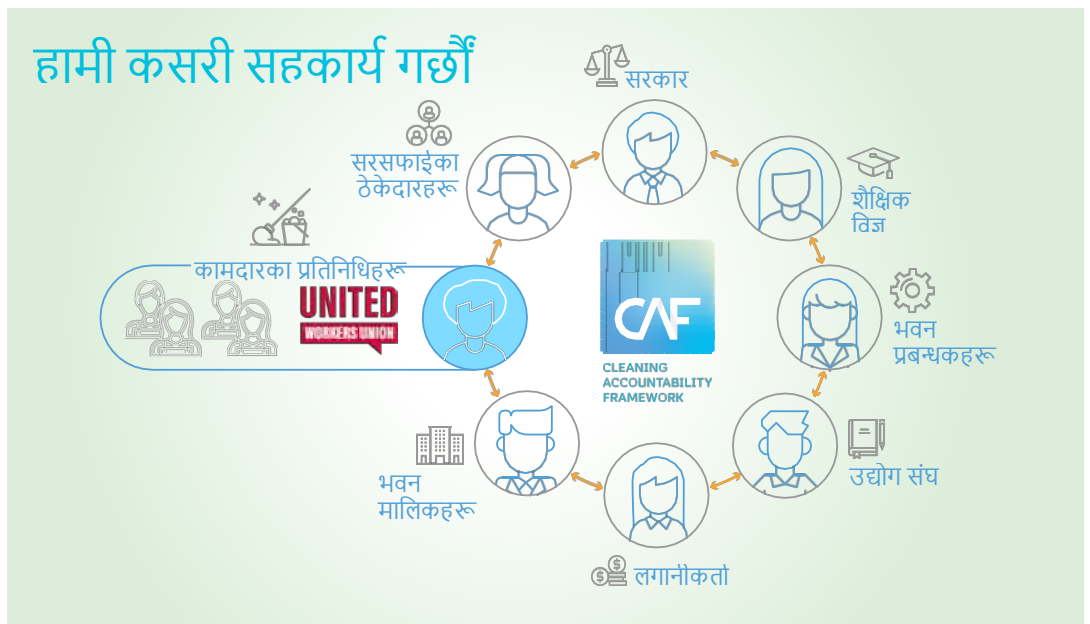 हामी कसरी सहकार्य गर्छौं
सरकार
सरसफाईका
ठेकेदारहरू
शैक्षिक
विज्ञ
कामदारका प्रतिनिधिहरू
UNITED
WORKERS UNION
CAF
CLEANING
ACCOUNTABILITY
FRAMEWORK
भवन
प्रबन्धकहरू
भवन
मालिकहरू
उद्योग संघ
लगानीकर्ता